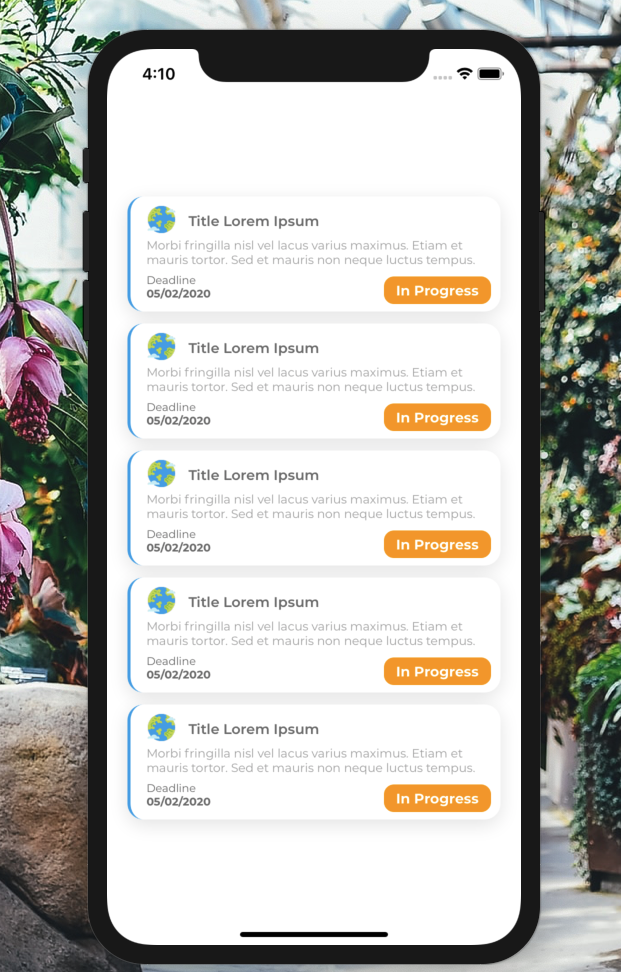 4:10
Title Lorem Ipsum
Morbi fringilla nisl vel lacus varius maximus. Etiam et
mauris tortor. Sed et mauris non neque luctus tempus.
Deadline
05/02/2020
In Progress
Title Lorem Ipsum
Morbi fringilla nisl vel lacus varius maximus. Etiam et
mauris tortor. Sed et mauris non neque luctus tempus.
Deadline
05/02/2020
In Progress
Title Lorem Ipsum
Morbi fringilla nisl vel lacus varius maximus. Etiam et
mauris tortor. Sed et mauris non neque luctus tempus.
Deadline
05/02/2020
In Progress
Title Lorem Ipsum
Morbi fringilla nisl vel lacus varius maximus. Etiam et
mauris tortor. Sed et mauris non neque luctus tempus.
Deadline
05/02/2020
In Progress
Title Lorem Ipsum
Morbi fringilla nisl vel lacus varius maximus. Etiam et
mauris tortor. Sed et mauris non neque luctus tempus.
Deadline
05/02/2020
In Progress